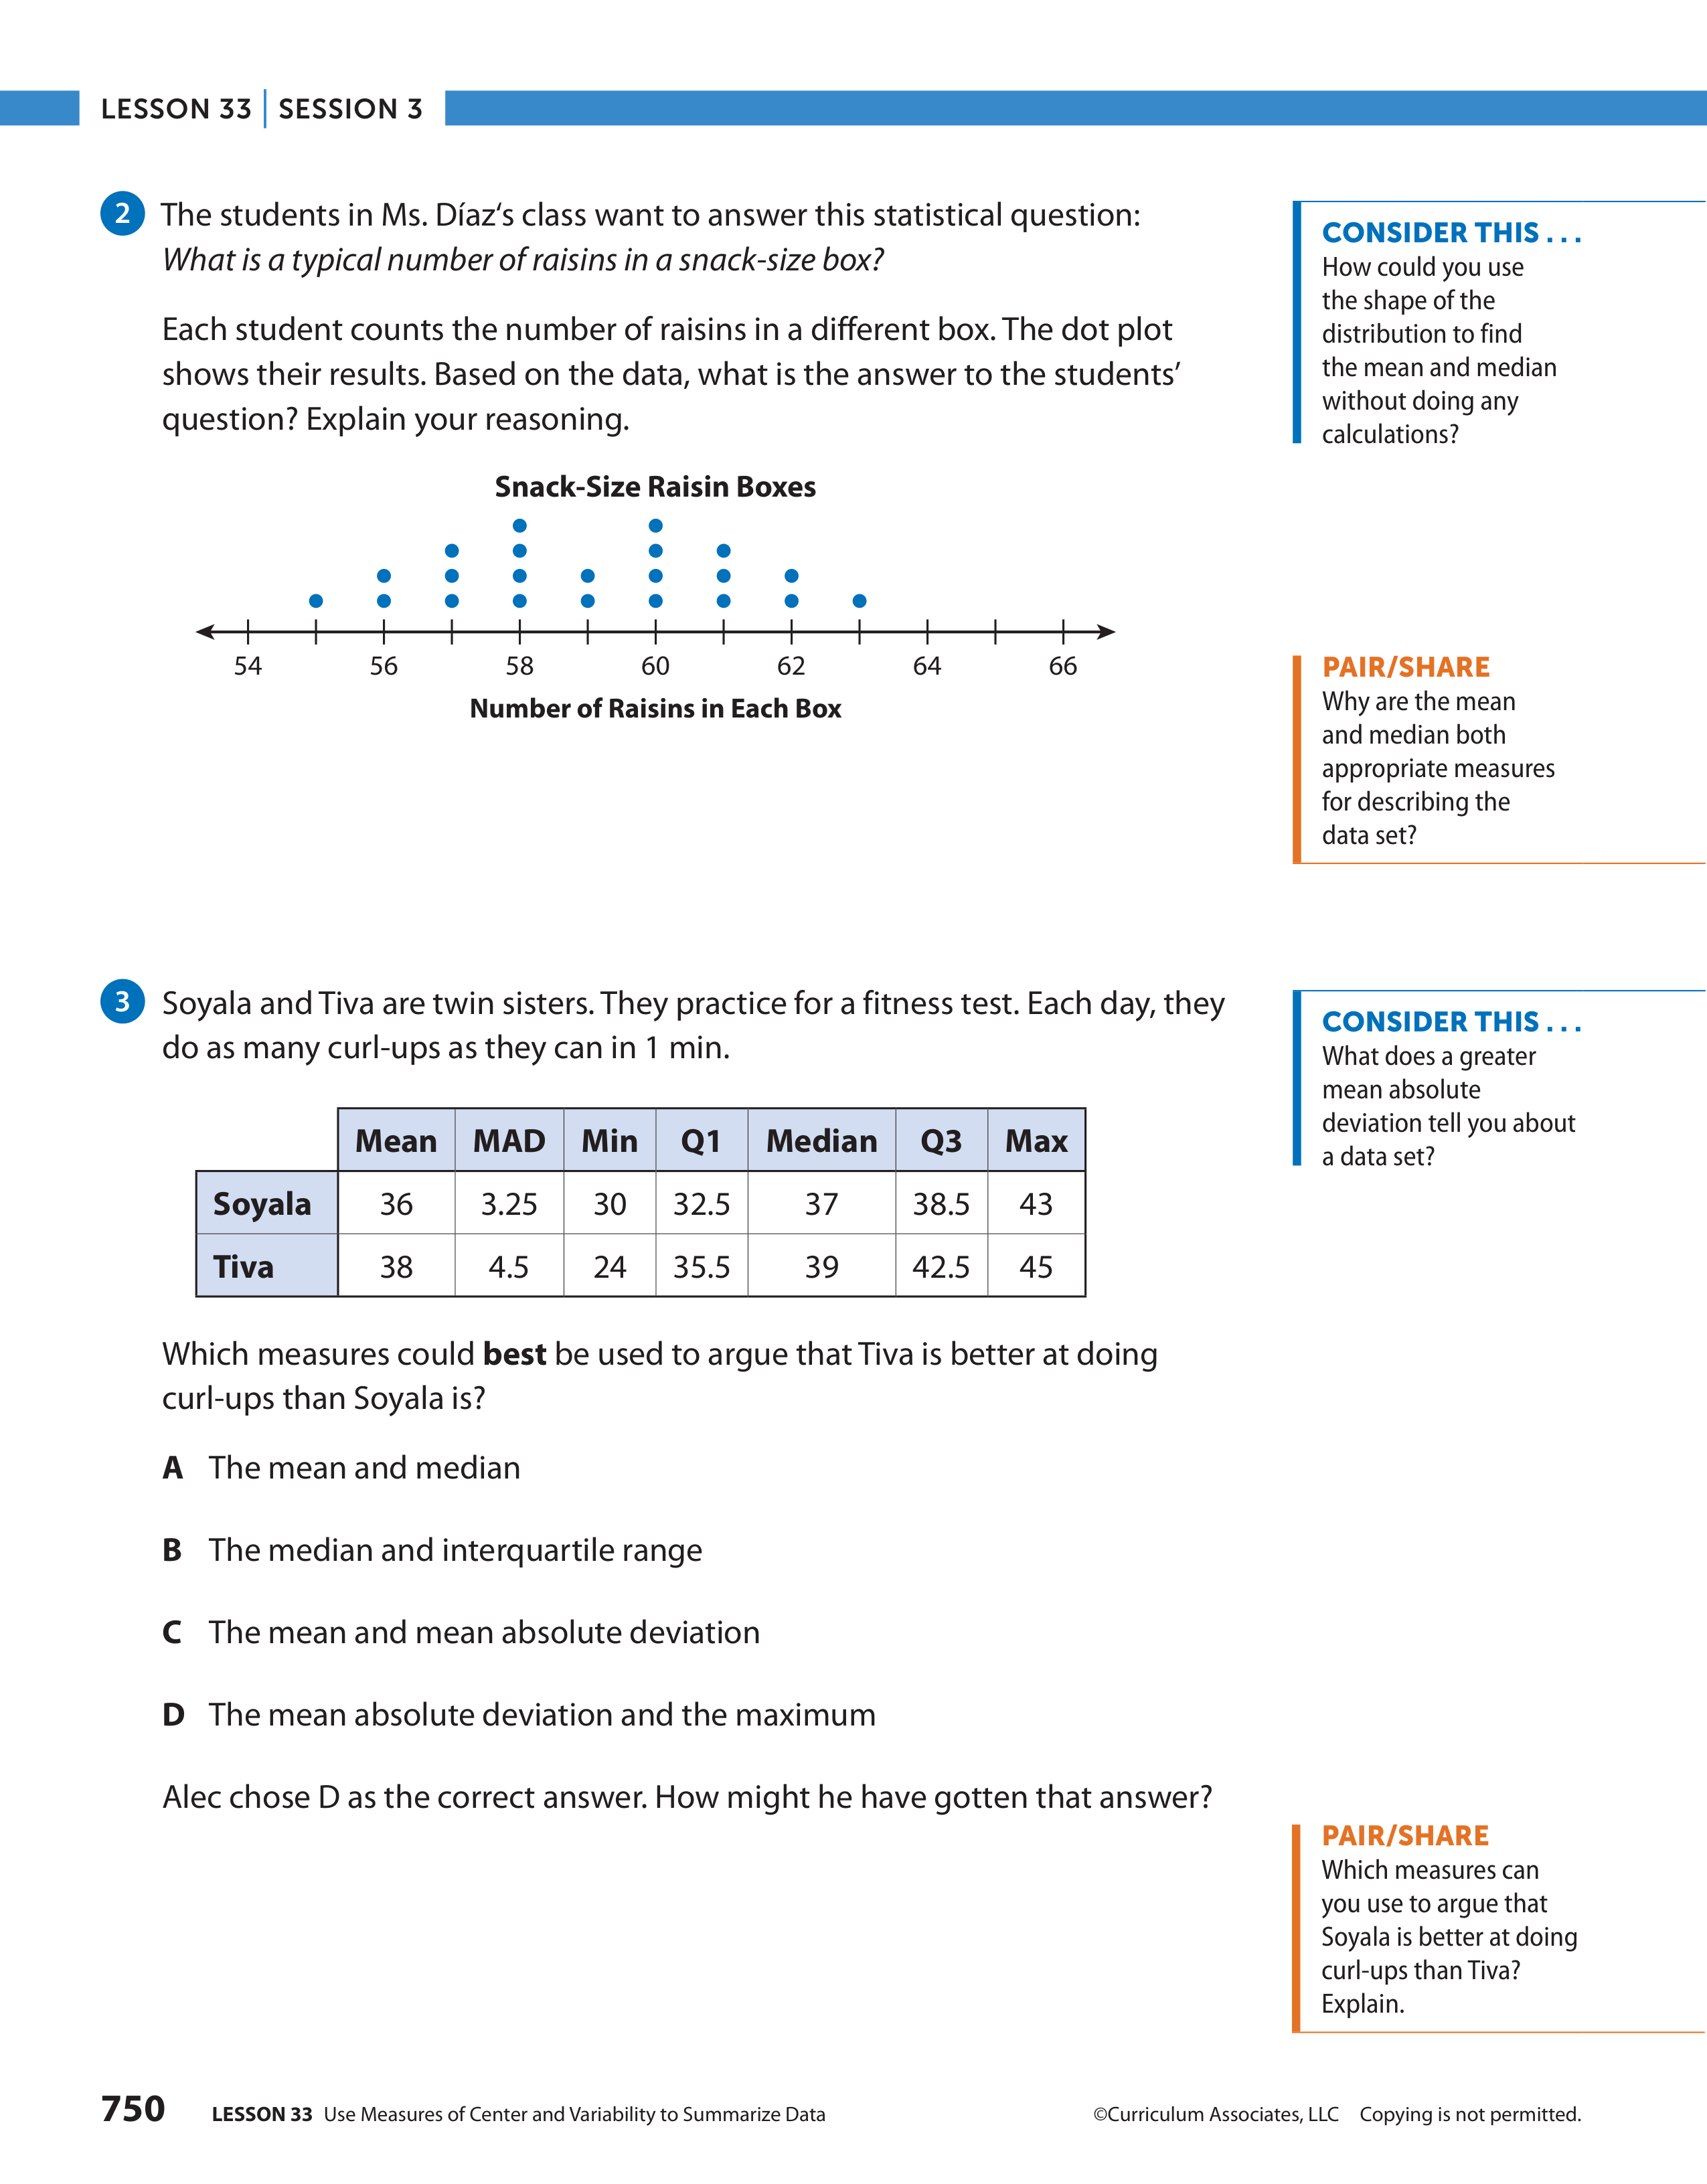 LESSON 33 | SESSION 3
2 The students in Ms. Díaz‘s class want to answer this statistical question:
What is a typical number of raisins in a snack-size box?
Each student counts the number of raisins in a different box. The dot plot
shows their results. Based on the data, what is the answer to the students’
question? Explain your reasoning.
Snack-Size Raisin Boxes
54 56 58 60 62 64 66
Number of Raisins in Each Box
CONSIDER THIS . . .
How could you use
the shape of the
distribution to find
the mean and median
without doing any
calculations?
PAIR/SHARE
Why are the mean
and median both
appropriate measures
for describing the
data set?
3 Soyala and Tiva are twin sisters. They practice for a fitness test. Each day, they
do as many curl-ups as they can in 1 min.
Mean MAD Min Q1 Median Q3 Max
Soyala 36 3.25 30 32.5 37 38.5 43
Tiva 38 4.5 24 35.5 39 42.5 45
Which measures could best be used to argue that Tiva is better at doing
curl-ups than Soyala is?
A The mean and median
B The median and interquartile range
C The mean and mean absolute deviation
D The mean absolute deviation and the maximum
Alec chose D as the correct answer. How might he have gotten that answer?
CONSIDER THIS . . .
What does a greater
mean absolute
deviation tell you about
a data set?
PAIR/SHARE
Which measures can
you use to argue that
Soyala is better at doing
curl-ups than Tiva?
Explain.
750 LESSON 33 Use Measures of Center and Variability to Summarize Data ©Curriculum Associates, LLC Copying is not permitted.